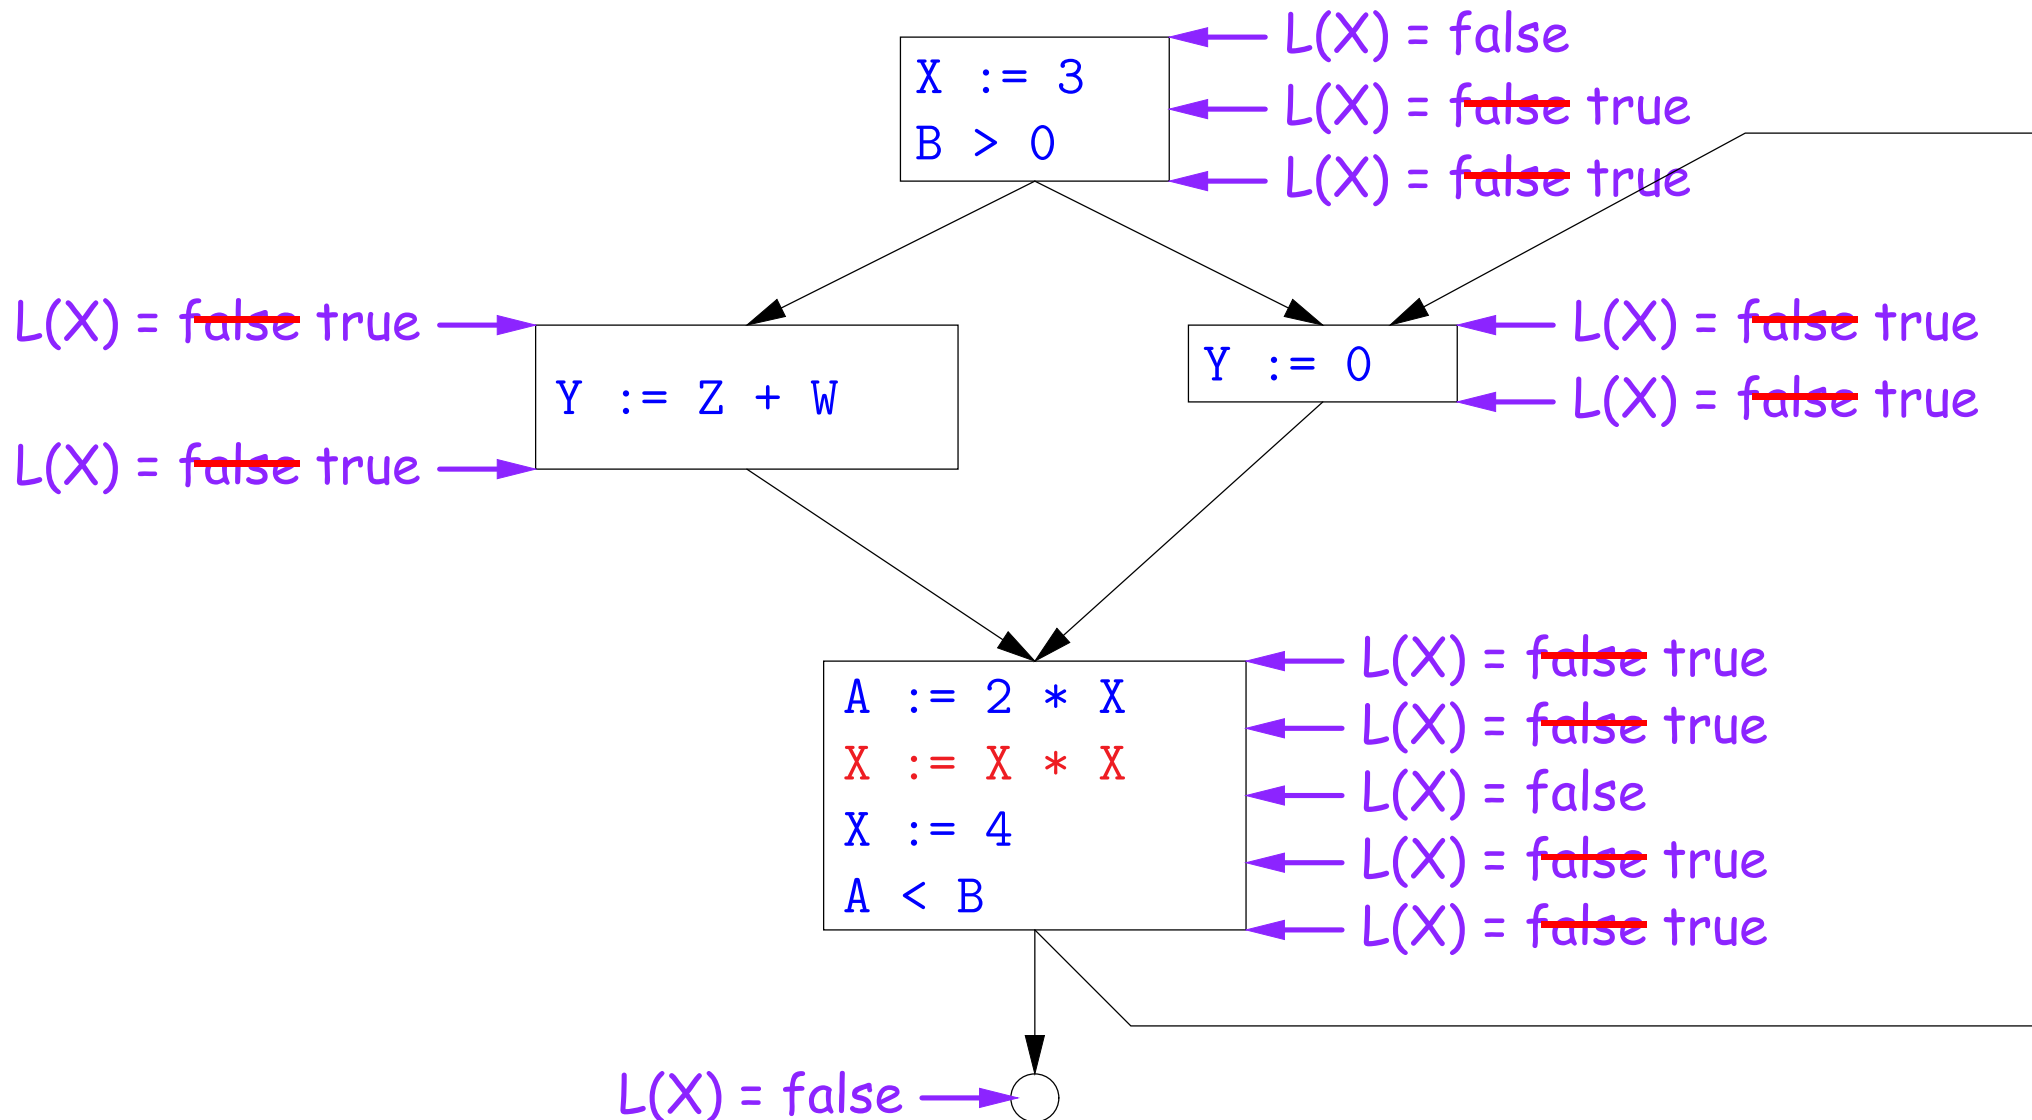 L(X) = false
X := 3
L(X) = false true
B > 0
L(X) = false true
L(X) = false true
Y := Z + W
L(X) = false true
L(X) = false true
Y := 0
L(X) = false true
L(X) = false true
A := 2 * X
L(X) = false true
X := X * X
L(X) = false
X := 4
L(X) = false true
A < B
L(X) = false true
L(X) = false